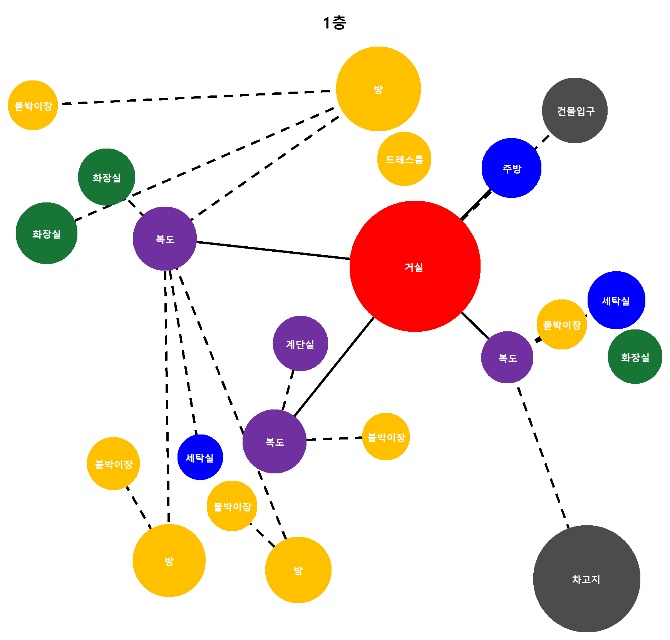 1층
방
붙박이장
건물입구
드레스룸
주방
화장실
화장실
복도
거실
세탁실
붙박이장
계단실
복도
화장실
붙박이장
복도
붙박이장
세탁실
붙박이장
방
방
차고지